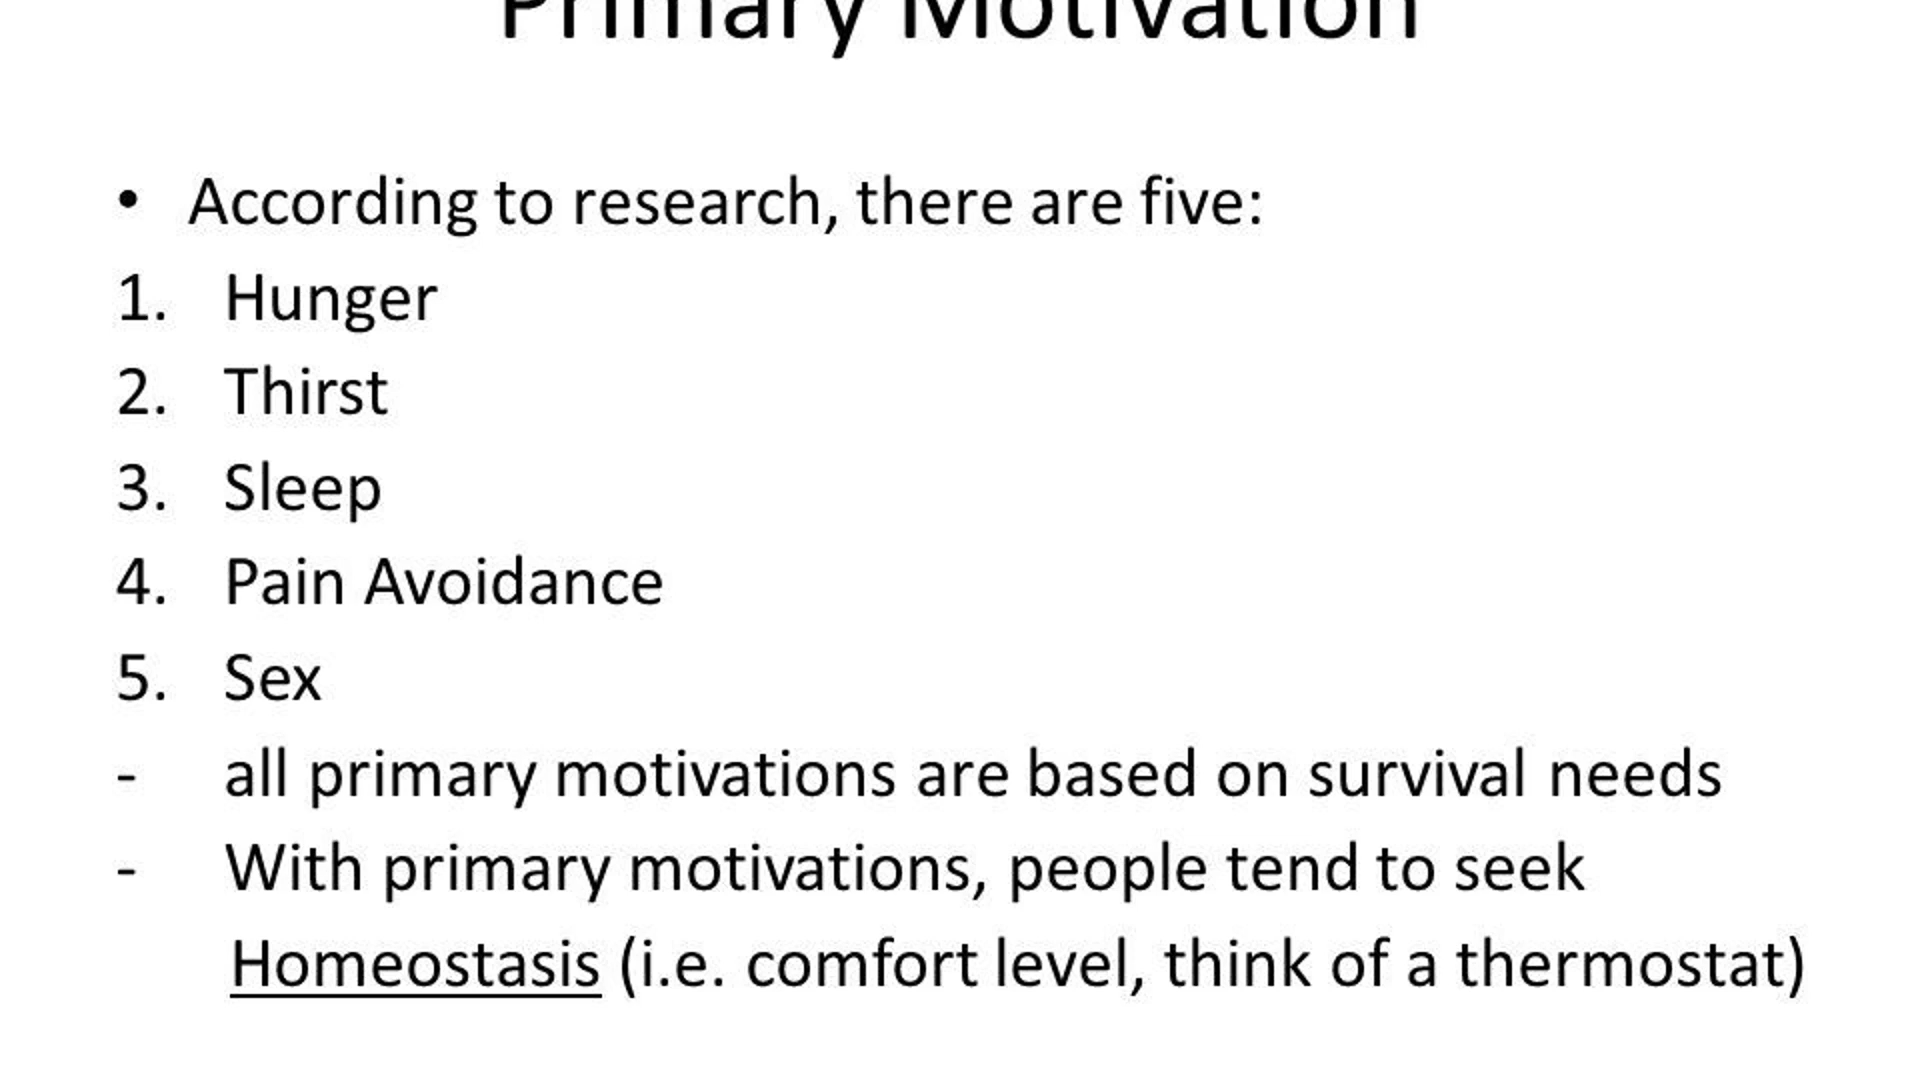 Primary Motivation
• According to research, there are five:
1. Hunger
2. Thirst
3. Sleep
4. Pain Avoidance
5. Sex
- all primary motivations are based on survival needs
- With primary motivations, people tend to seek
Homeostasis (i.e. comfort level, think of a thermostat)